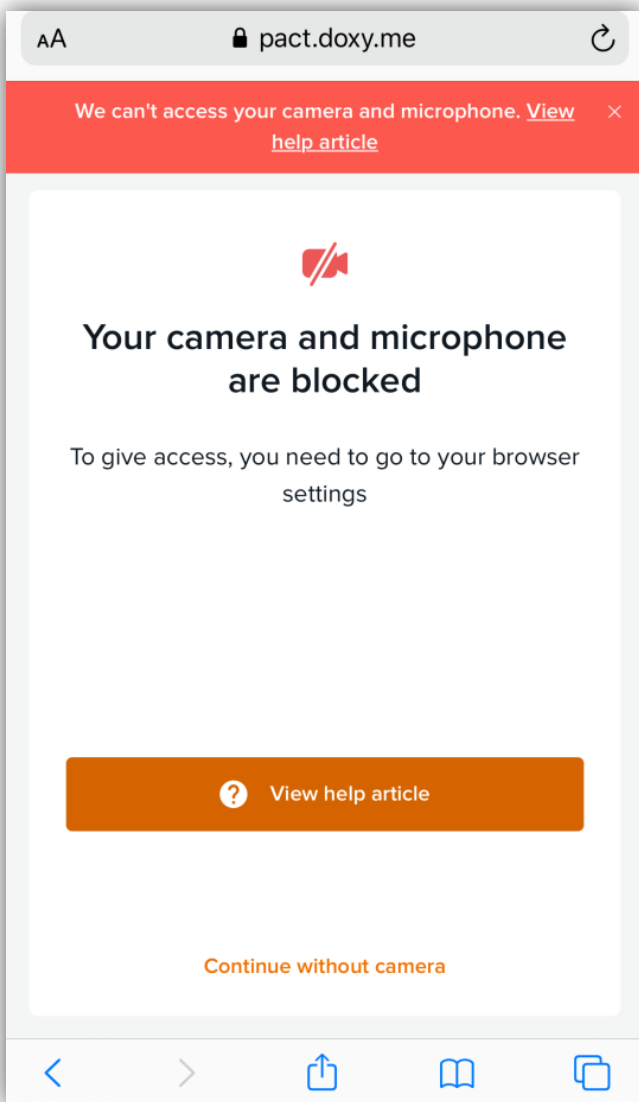 AA pact.doxy.me
We can't access your camera and microphone. View
help article
Your camera and microphone
are blocked
To give access, you need to go to your browser
settings
? View help article
Continue without camera